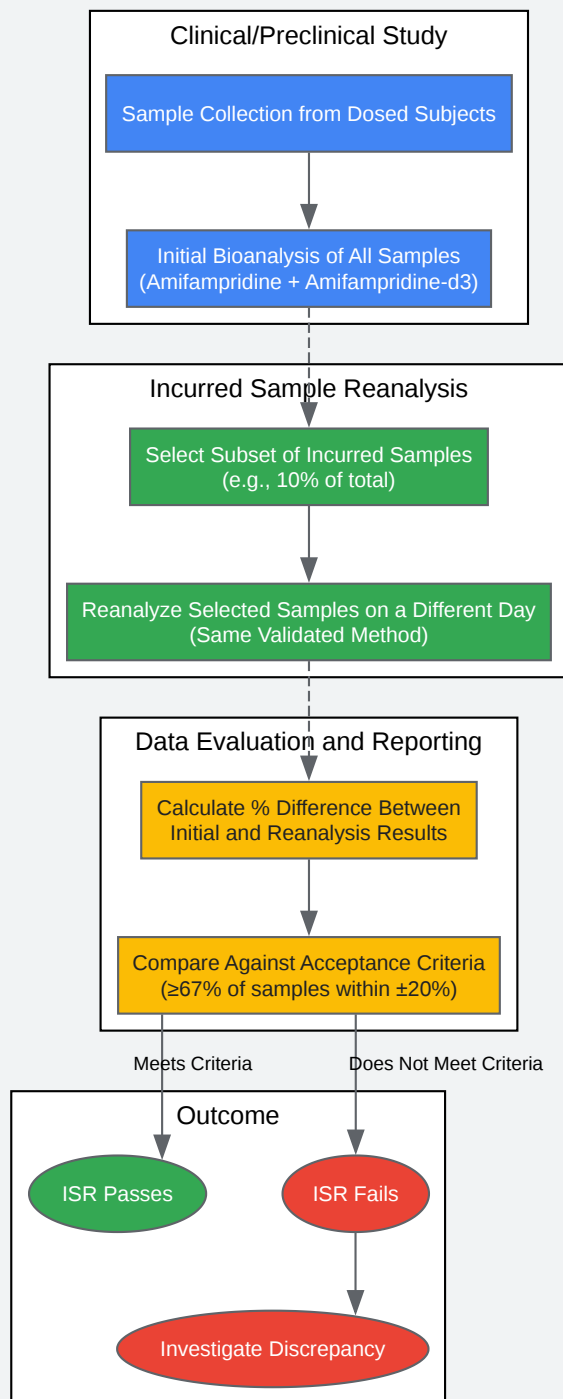 Clinical/Preclinical Study
Sample Collection from Dosed Subjects
Initial Bioanalysis of All Samples
(Amifampridine + Amifampridine-d3)
Incurred Sample Reanalysis
Select Subset of Incurred Samples
(e.g., 10% of total)
Reanalyze Selected Samples on a Different Day
(Same Validated Method)
Data Evaluation and Reporting
Calculate % Difference Between
Initial and Reanalysis Results
Compare Against Acceptance Criteria
(≥67% of samples within ±20%)
Meets Criteria
Does Not Meet Criteria
Outcome
ISR Passes
ISR Fails
Investigate Discrepancy